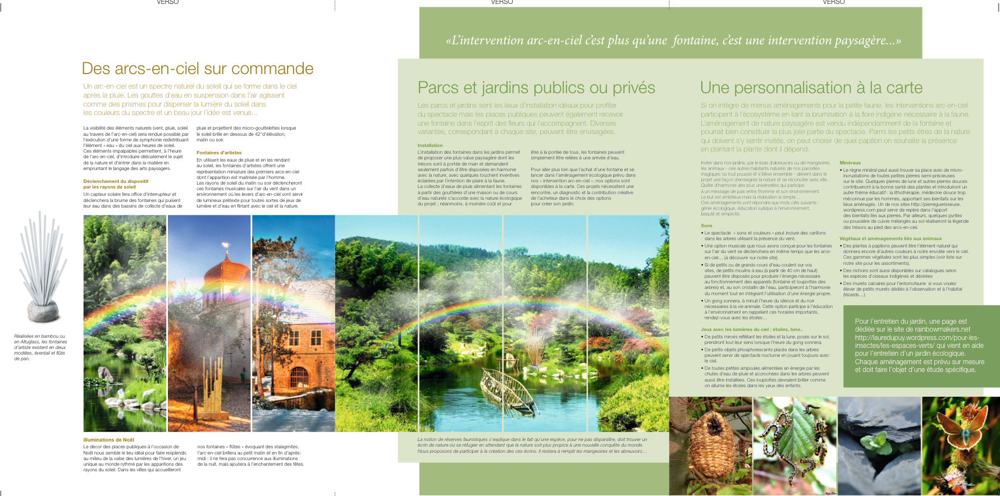 VERSO
VERSO
VERSO
«L’intervention arc-en-ciel c’est plus qu’une fontaine, c’est une intervention paysagère...»
Des arcs-en-ciel sur commande
Un arc-en-ciel est un spectre naturel du soleil qui se forme dans le ciel
après la pluie. Les gouttes d’eau en suspension dans l’air agissent
comme des prismes pour disperser la lumière du soleil dans
les couleurs du spectre et un beau jour l’idée est venue...
La visibilité des éléments naturels (vent, pluie, soleil
au travers de l’arc-en-ciel) sera rendue possible par
l’exécution d’une forme de symphonie redistribuant
l’élément « eau » du ciel aux heures de soleil.
Ces éléments impalpables permettent, à l’heure
de l’arc-en-ciel, d’introduire délicatement le sujet
de la nature et d’entrer dans la matière en
empruntant le langage des arts paysagers.
Déclenchement du dispositif
par les rayons de soleil
Un capteur solaire fera office d’interrupteur et
déclenchera la brume des fontaines qui puisent
leur eau dans des bassins de collecte d’eaux de
pluie et projettent des micro-gouttelettes lorsque
le soleil brille en dessous de 42°d’élévation,
matin ou soir.
Fontaines d’artistes
En utilisant les eaux de pluie et en les rendant
au soleil, les fontaines d’artistes offrent une
représentation miniature des premiers arcs-en-ciel
dont l’apparition est maitrisée par l’homme.
Les rayons de soleil du matin ou soir déclencheront
ces fontaines musicales sur l’air du vent dans un
environnement où les levers d’arc-en-ciel vont servir
de lumineux prétexte pour toutes sortes de jeux de
lumière et d’eau en flirtant avec le ciel et la nature.
Réalisées en bambou ou
en Altuglass, les fontaines
d’artiste existent en deux
modèles, éventail et flûte
de pan.
Illuminations de Noël
Le décor des places publiques à l’occasion de
Noël nous semble le lieu idéal pour faire resplendir,
au milieu de la valse des lumières de l’hiver, un jeu
unique au monde rythmé par les apparitions des
rayons du soleil. Dans les villes qui accueilleront
nos fontaines « flûtes » évoquant des stalagmites,
l’arc-en-ciel brillera au petit matin et en fin d’après-
midi : il ne fera pas concurrence aux illuminations
de la nuit, mais ajoutera à l’enchantement des fêtes.
Parcs et jardins publics ou privés
Les parcs et jardins sont les lieux d’installation idéaux pour profiter
du spectacle mais les places publiques peuvent également recevoir
une fontaine dans l’esprit des fleurs qui l’accompagnent. Diverses
variantes, correspondant à chaque site, peuvent être envisagées.
Installation
L’installation des fontaines dans les jardins permet
de proposer une plus-value paysagère dont les
trésors sont à portée de main et demandent
seulement parfois d’être disposées en harmonie
avec la nature, avec quelques touchent inventives
éclairées par l’intention de plaire à la faune.
La collecte d’eaux de pluie alimentant les fontaines
à partir des gouttières d’une maison ou de cours
d’eau naturels s’accorde avec la nature écologique
du projet ; néanmoins, à moindre coût et pour
être à la portée de tous, les fontaines peuvent
simplement être reliées à une arrivée d’eau.
Pour aller plus loin que l’achat d’une fontaine et se
lancer dans l’aménagement écologique prévu dans
nos « intervention arc-en-ciel », nos options sont
disponibles à la carte. Ces projets nécessitent une
rencontre, un diagnostic et la contribution créative
de l’acheteur dans le choix des options
pour créer son jardin.
La notion de réserves faunistiques s’explique dans le fait qu’une espèce, pour ne pas disparaître, doit trouver un
écrin de nature où se réfugier en attendant que la nature soit plus propice à une nouvelle conquête du monde.
Nous proposons de participer à la création des ces écrins. Il restera à remplir les mangeoires et les abreuvoirs...
Une personnalisation à la carte
Si on intègre de menus aménagements pour la petite faune, les interventions arc-en-ciel
participent à l’écosystème en liant la brumisation à la flore indigène nécessaire à la faune.
L’aménagement de nature paysagère est vendu indépendamment de la fontaine et
pourrait bien constituer la plus jolie partie du spectacle. Parmi les petits êtres de la nature
qui doivent s’y sentir invités, on peut choisir de quel papillon on souhaite la présence
en plantant la plante dont il dépend.
Inviter dans nos jardins, par le biais d’abreuvoirs ou de mangeoires,
les animaux - ces autres habitants naturels de nos parcelles
magiques où tout pousse et s’élève ensemble - devient dans le
projet une façon d’enseigner la nature et se réconcilier avec elle.
Quête d’harmonie des plus universelles qui participe
à un message de paix entre l’homme et son environnement.
Le but est ambitieux mais la réalisation si simple...
Ces aménagements vont répondre aux mots clés suivants :
génie écologique, éducation ludique à l’environnement,
beauté et simplicité.
Sons
• Le spectacle « sons et couleurs » peut inclure des carillons
dans les arbres utilisant la présence du vent.
• Une option musicale que nous avons conçue pour les fontaines
sur l’air du vent se déclenchera en même temps que les arcs-
en-ciel... (à découvrir sur notre site).
• Si de petits ou de grands cours d’eau coulent sur vos
sites, de petits moulins à eau (à partir de 40 cm de haut)
peuvent être disposés pour produire l’énergie nécessaire
au fonctionnement des appareils (fontaine et loupiottes des
arbres) et, au son cristallin de l’eau, participeront à l’harmonie
du moment tout en intégrant l’utilisation d’une énergie propre.
• Un gong sonnera à minuit l’heure du silence et du noir
nécessaires à la vie animale. Cette option participe à l’éducation
à l’environnement en rappelant ces horaires importants,
rendez-vous avec les étoiles...
Jeux avec les lumières du ciel : étoiles, lune..
• De petits miroirs reflétant les étoiles et la lune, posés sur le sol,
prendront tout leur sens lorsque l’heure du gong sonnera.
• De petits objets phosphorescents placés dans les arbres
peuvent servir de spectacle nocturne en jouant toujours avec
le ciel.
• De toutes petites ampoules alimentées en énergie par les
chutes d’eau de pluie et accrochées dans les arbres peuvent
aussi être installées. Ces loupiottes devraient briller comme
on allume les étoiles dans les yeux des enfants.
Minéraux
• Le règne minéral peut aussi trouver sa place avec de micro-
incrustations de toutes petites pierres semi-précieuses
sur le site. Quelques pierres de lune et autres pierres douces
contribueront à la bonne santé des plantes et introduiront un
autre thème éducatif : la lithothérapie, médecine douce trop
méconnue par les hommes, apportant ses bienfaits sur les
lieux aménagés. Un de nos sites http://pierreguerisseuse.
wordpress.com peut servir de repère dans l’apport
des bienfaits liés aux pierres. Par ailleurs, quelques pyrites
ou poussière de cuivre mélangés au sol réaliseront la légende
des trésors au pied des arcs-en-ciel.
Végétaux et aménagements liés aux animaux
• Des plantes à papillons peuvent être l’élément naturel qui
donnera encore d’autres couleurs à notre envolée vers le ciel.
Ces gammes végétales sont les plus simples (voir liste sur
notre site pour les assortiments).
• Des nichoirs sont aussi disponibles sur catalogues selon
les espèces d’oiseaux indigènes et désirées
• Des murets calcaires pour l’entomofaune si vous voulez
élever de petits murets dédiés à l’observation et à l’habitat
(lézards...).
Pour l’entretien du jardin, une page est
dédiée sur le site de rainbowmakers.net
http://lauredupuy.wordpress.com/pour-les-
insectes/les-espaces-verts/ qui vient en aide
pour l’entretien d’un jardin écologique.
Chaque aménagement est prévu sur mesure
et doit faire l’objet d’une étude spécifique.